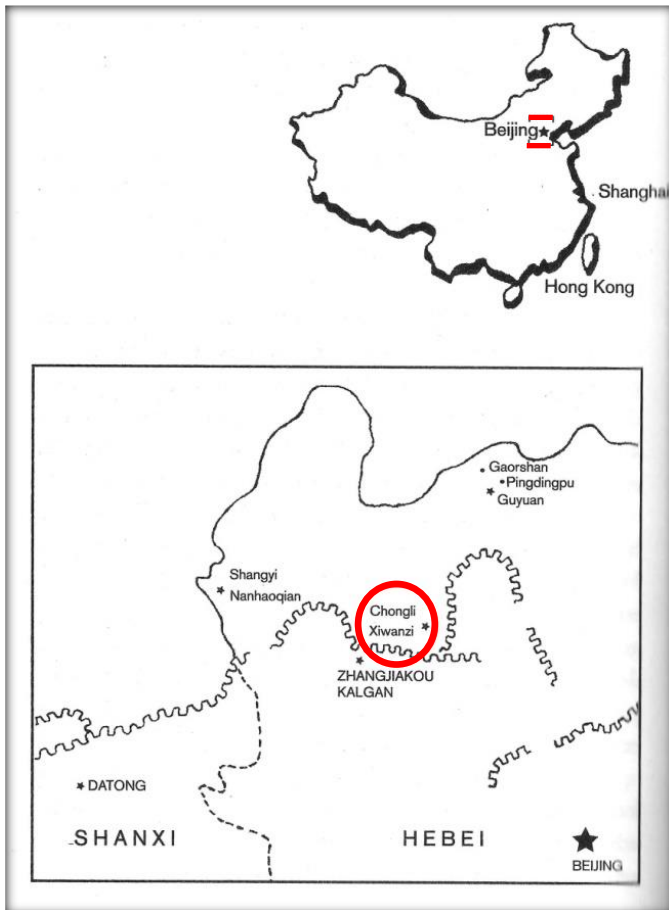 Beijing
Shanghai
Hong Kong
Gaorshan
Pingdingpu
Guyuan
Shangyi
Nanhaoqian
Chongli
Xiwanzi
ZHANGJIAKOU
KALGAN
DATONG
SHANXI
HEBEI
BEIJING